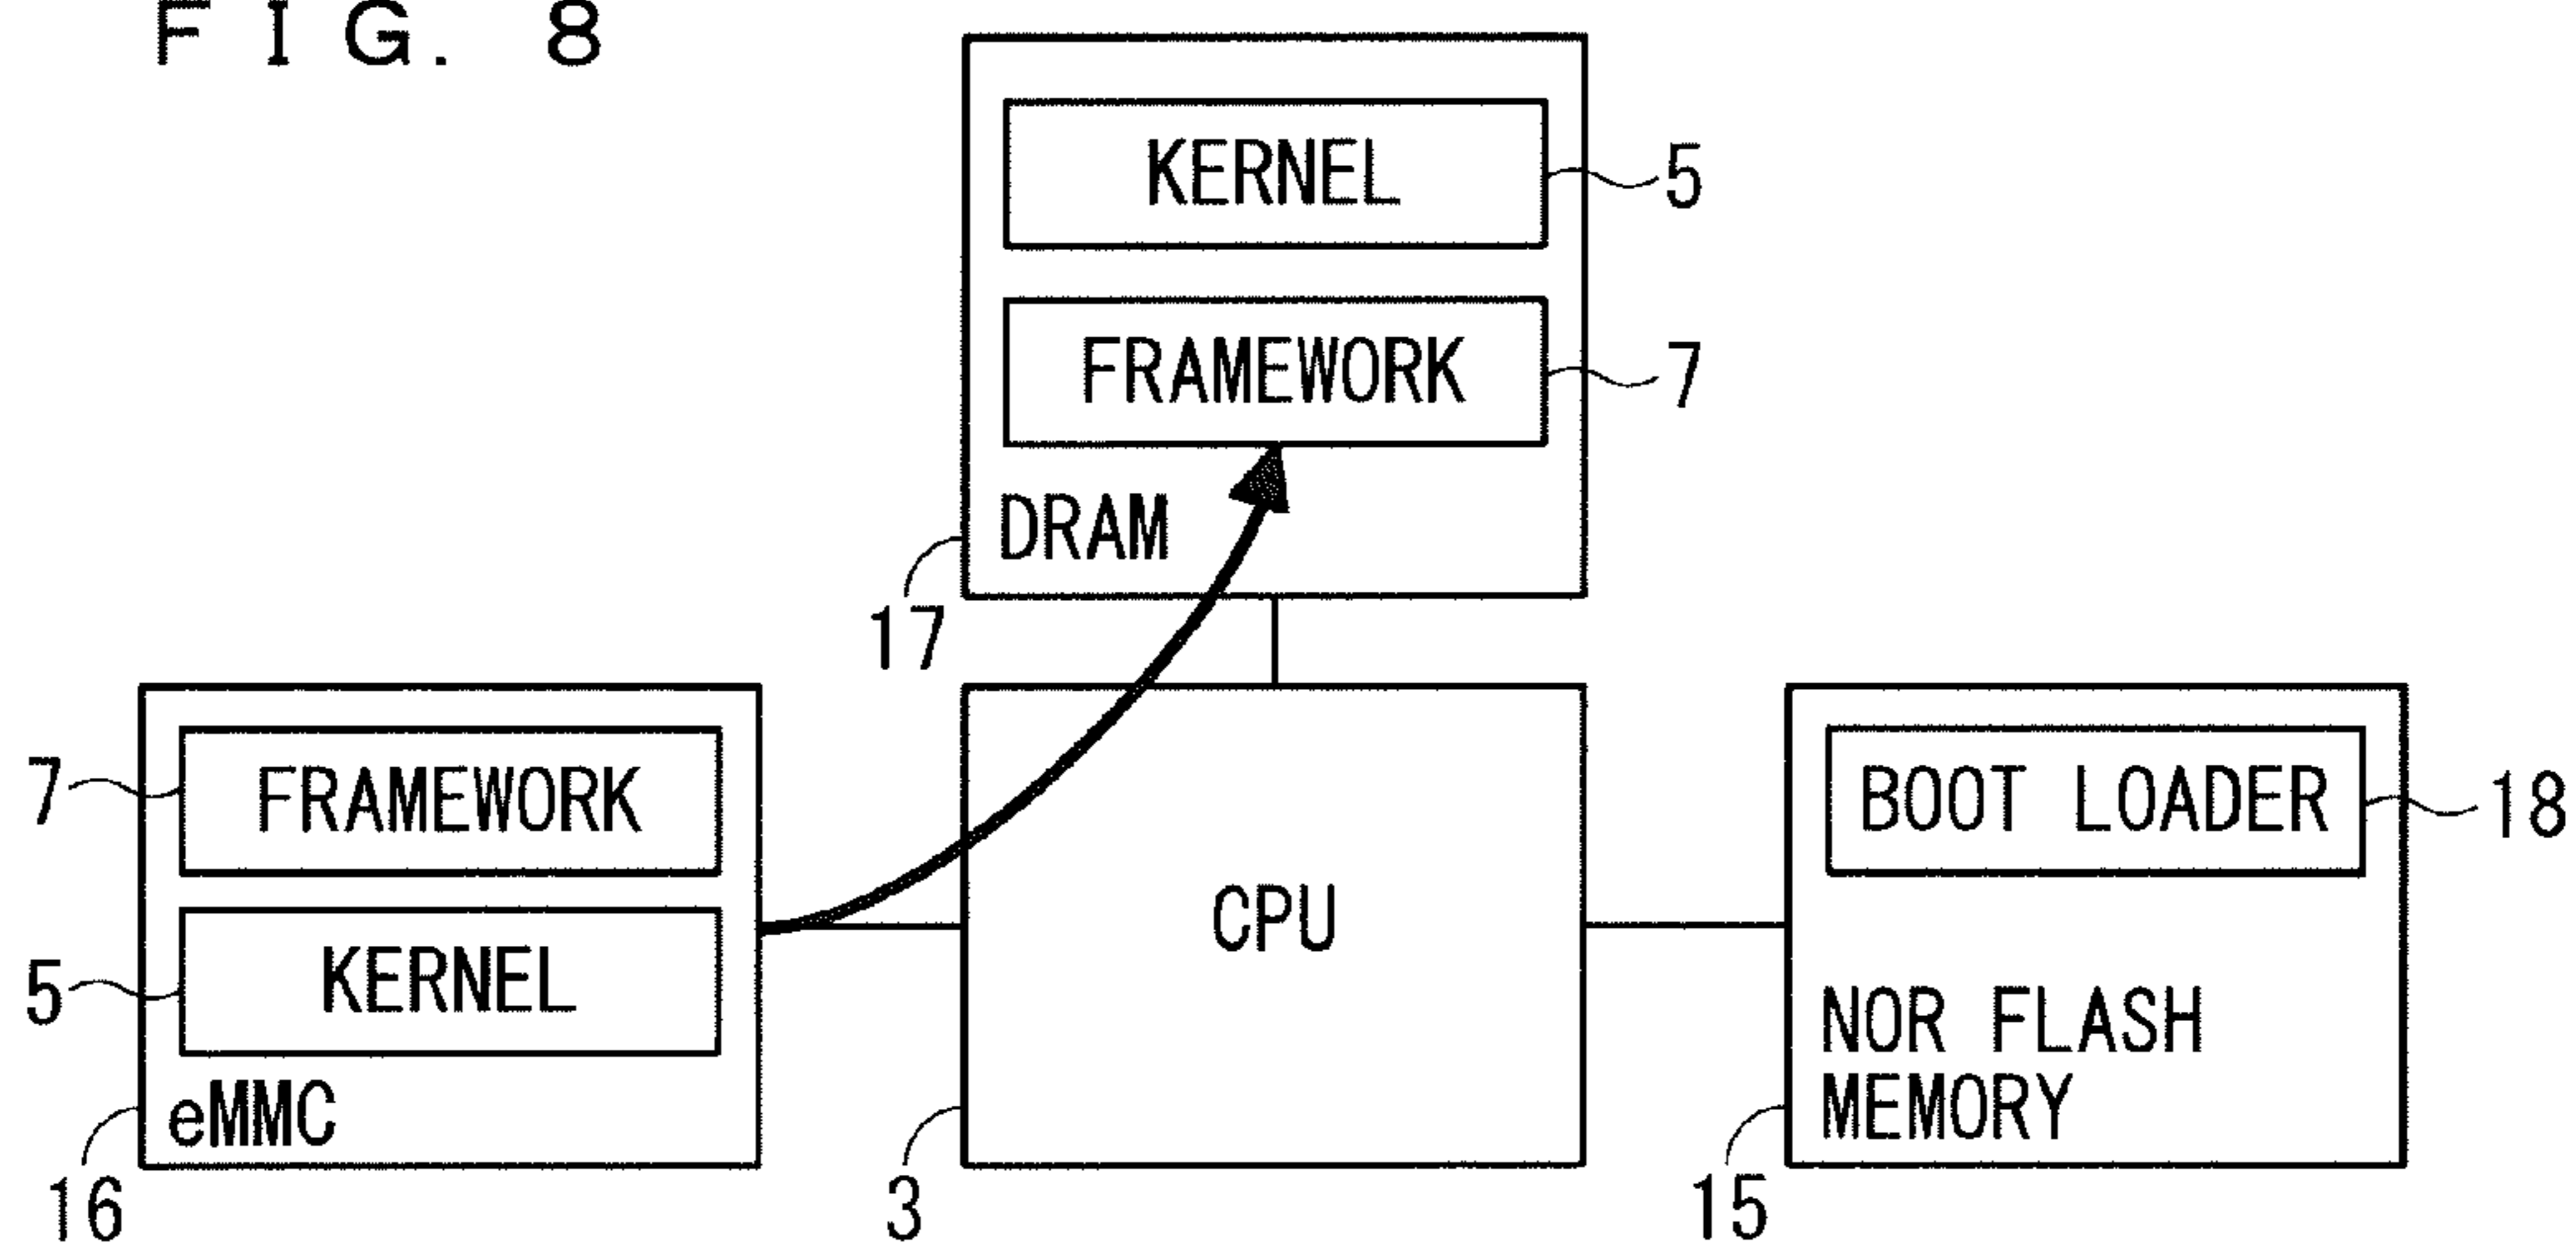 FIG. 8
KERNEL
5
FRAMEWORK
7
DRAM
17
FRAMEWORK
7
KERNEL
5
eMMC
16
CPU
3
BOOT LOADER
18
NOR FLASH
MEMORY
15